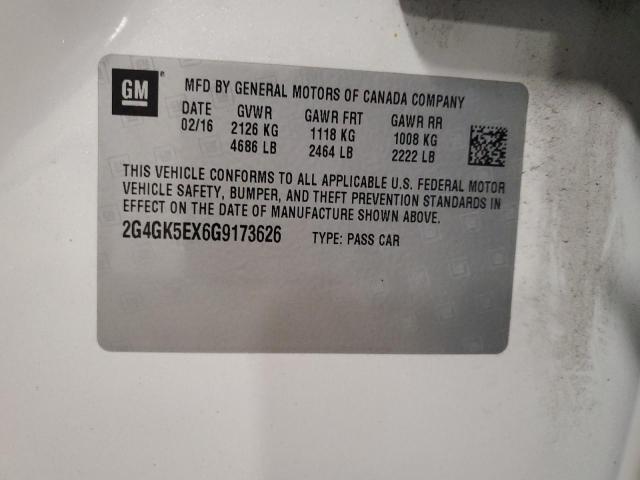 GM
®
MFD BY GENERAL MOTORS OF CANADA COMPANY
DATE GVWR GAWR FRT GAWR RR
02/16 2126 KG 1118 KG 1008 KG
4686 LB 2464 LB 2222 LB
THIS VEHICLE CONFORMS TO ALL APPLICABLE U.S. FEDERAL MOTOR
VEHICLE SAFETY, BUMPER, AND THEFT PREVENTION STANDARDS IN
EFFECT ON THE DATE OF MANUFACTURE SHOWN ABOVE.
2G4GK5EX6G9173626 TYPE: PASS CAR